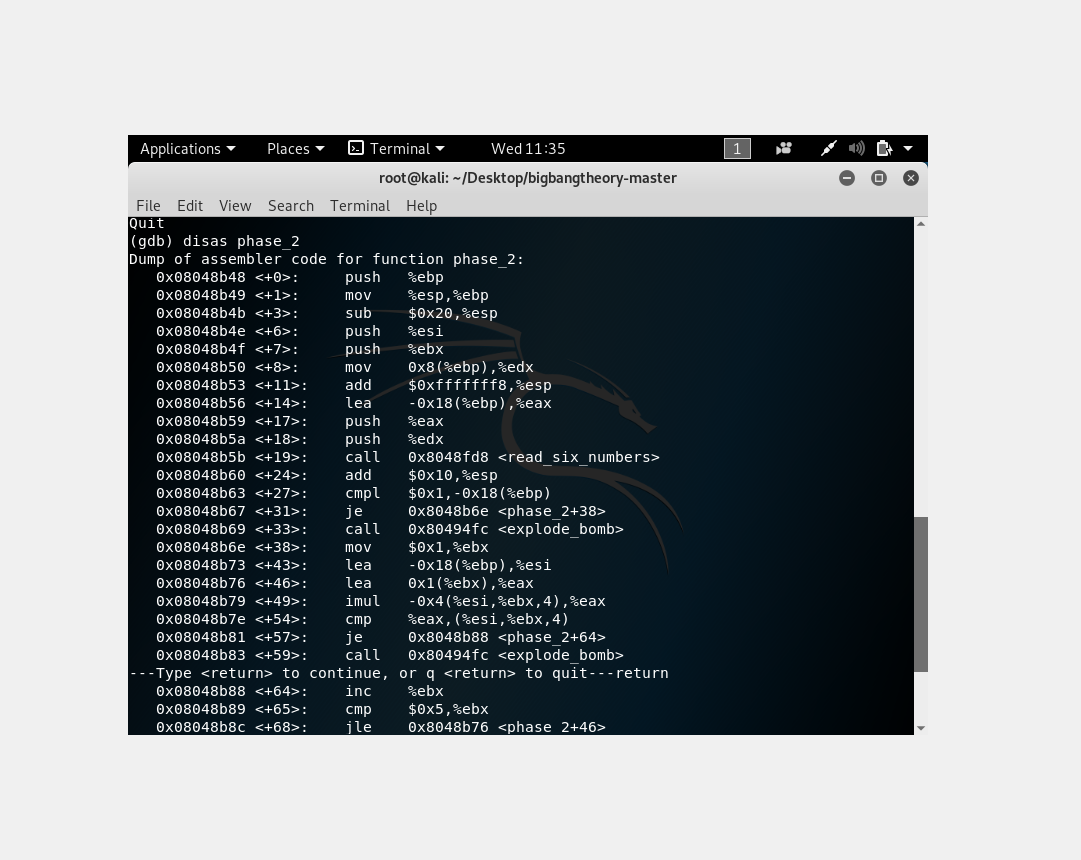 Applications Places Terminal Wed 11:35 1
root@kali: ~/Desktop/bigbangtheory-master
File Edit View Search Terminal Help
Quit
(gdb) disas phase_2
Dump of assembler code for function phase_2:
   0x08048b48 <+0>:     push   %ebp
   0x08048b49 <+1>:     mov    %esp,%ebp
   0x08048b4b <+3>:     sub    $0x20,%esp
   0x08048b4e <+6>:     push   %esi
   0x08048b4f <+7>:     push   %ebx
   0x08048b50 <+8>:     mov    0x8(%ebp),%edx
   0x08048b53 <+11>:    add    $0xfffffff8,%esp
   0x08048b56 <+14>:    lea    -0x18(%ebp),%eax
   0x08048b59 <+17>:    push   %eax
   0x08048b5a <+18>:    push   %edx
   0x08048b5b <+19>:    call   0x8048fd8 <read_six_numbers>
   0x08048b60 <+24>:    add    $0x10,%esp
   0x08048b63 <+27>:    cmpl   $0x1,-0x18(%ebp)
   0x08048b67 <+31>:    je     0x8048b6e <phase_2+38>
   0x08048b69 <+33>:    call   0x80494fc <explode_bomb>
   0x08048b6e <+38>:    mov    $0x1,%ebx
   0x08048b73 <+43>:    lea    -0x18(%ebp),%esi
   0x08048b76 <+46>:    lea    0x1(%ebx),%eax
   0x08048b79 <+49>:    imul   -0x4(%esi,%ebx,4),%eax
   0x08048b7e <+54>:    cmp    %eax,(%esi,%ebx,4)
   0x08048b81 <+57>:    je     0x8048b88 <phase_2+64>
   0x08048b83 <+59>:    call   0x80494fc <explode_bomb>
---Type <return> to continue, or q <return> to quit---return
   0x08048b88 <+64>:    inc    %ebx
   0x08048b89 <+65>:    cmp    $0x5,%ebx
   0x08048b8c <+68>:    jle    0x8048b76 <phase_2+46>